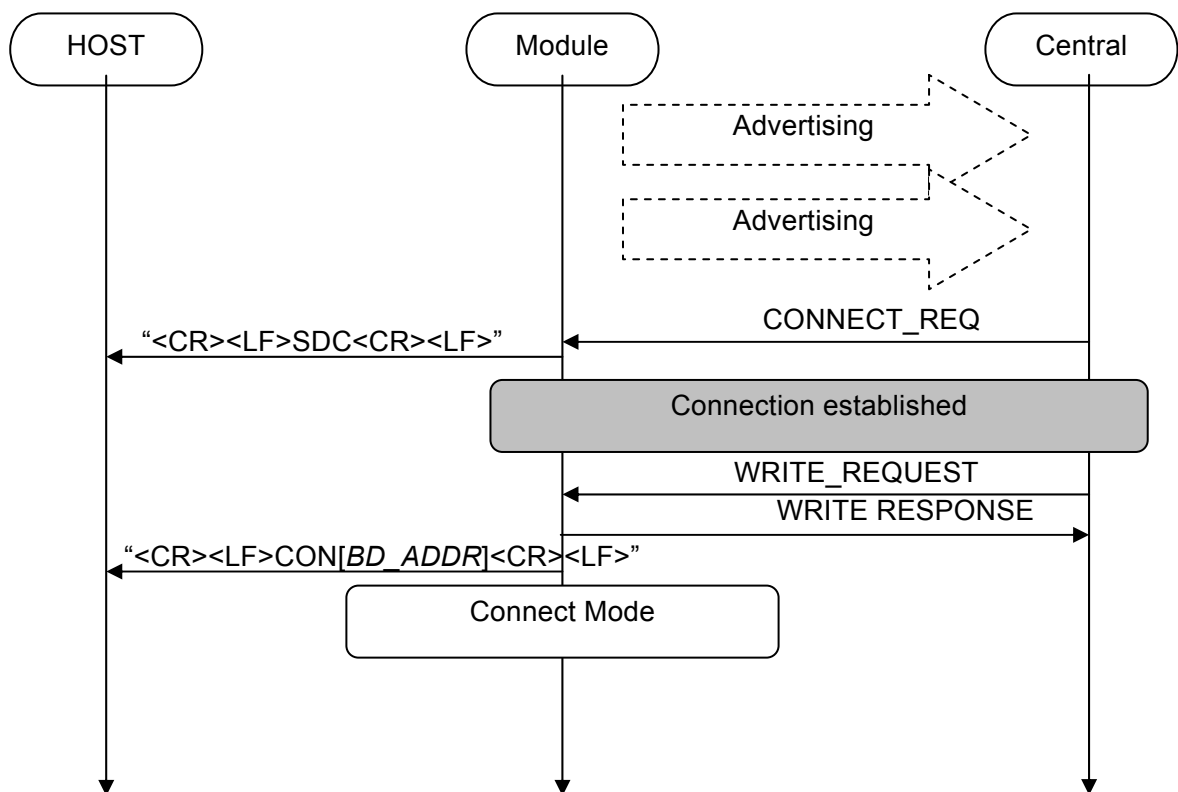 HOST
Module
Central
Advertising
Advertising
CONNECT_REQ
“<CR><LF>SDC<CR><LF>”
Connection established
WRITE_REQUEST
WRITE RESPONSE
“<CR><LF>CON[BD_ADDR]<CR><LF>”
Connect Mode